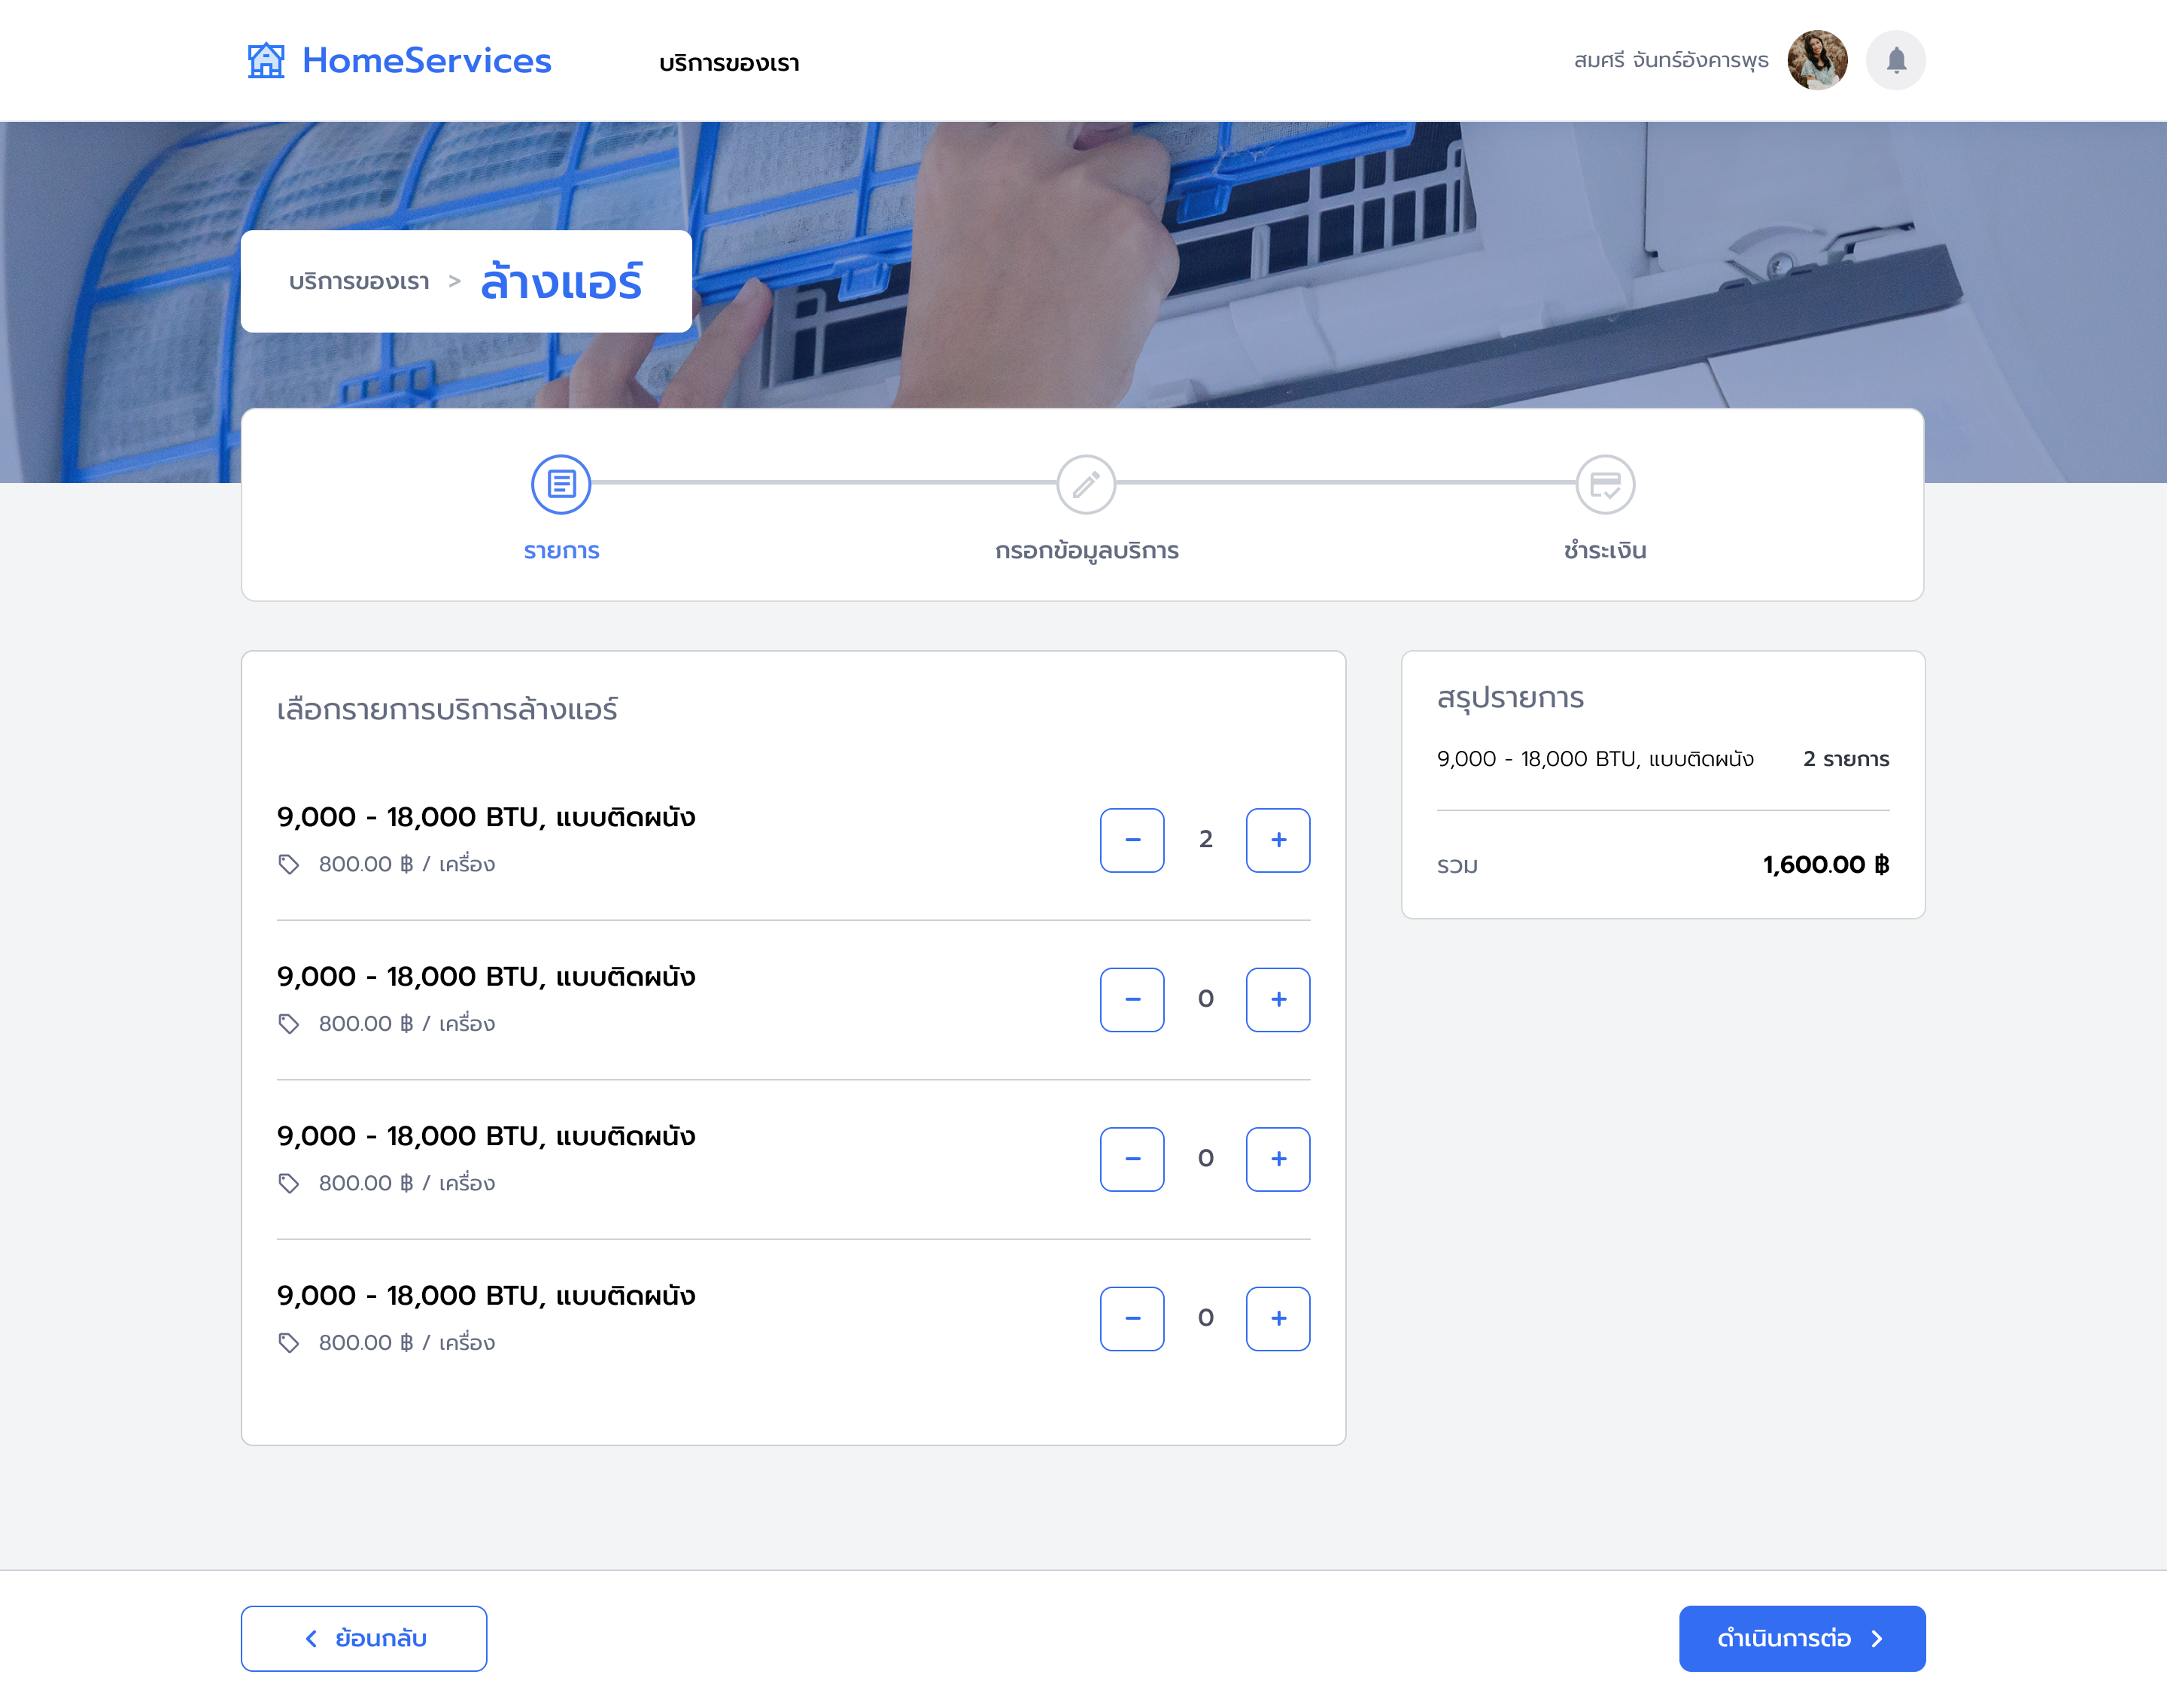 HomeServices
บริการของเรา
สมศรี จันทร์อังคารพุธ
บริการของเรา > ล้างแอร์
รายการ
กรอกข้อมูลบริการ
ชำระเงิน
เลือกรายการบริการล้างแอร์
9,000 - 18,000 BTU, แบบติดผนัง
800.00 ฿ / เครื่อง
− 2 +
9,000 - 18,000 BTU, แบบติดผนัง
800.00 ฿ / เครื่อง
− 0 +
9,000 - 18,000 BTU, แบบติดผนัง
800.00 ฿ / เครื่อง
− 0 +
9,000 - 18,000 BTU, แบบติดผนัง
800.00 ฿ / เครื่อง
− 0 +
สรุปรายการ
9,000 - 18,000 BTU, แบบติดผนัง 2 รายการ
รวม 1,600.00 ฿
ย้อนกลับ
ดำเนินการต่อ